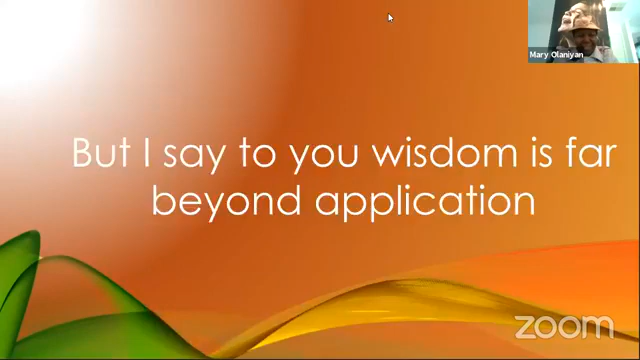 Mary Olaniyan
But I say to you wisdom is far
beyond application
zoom